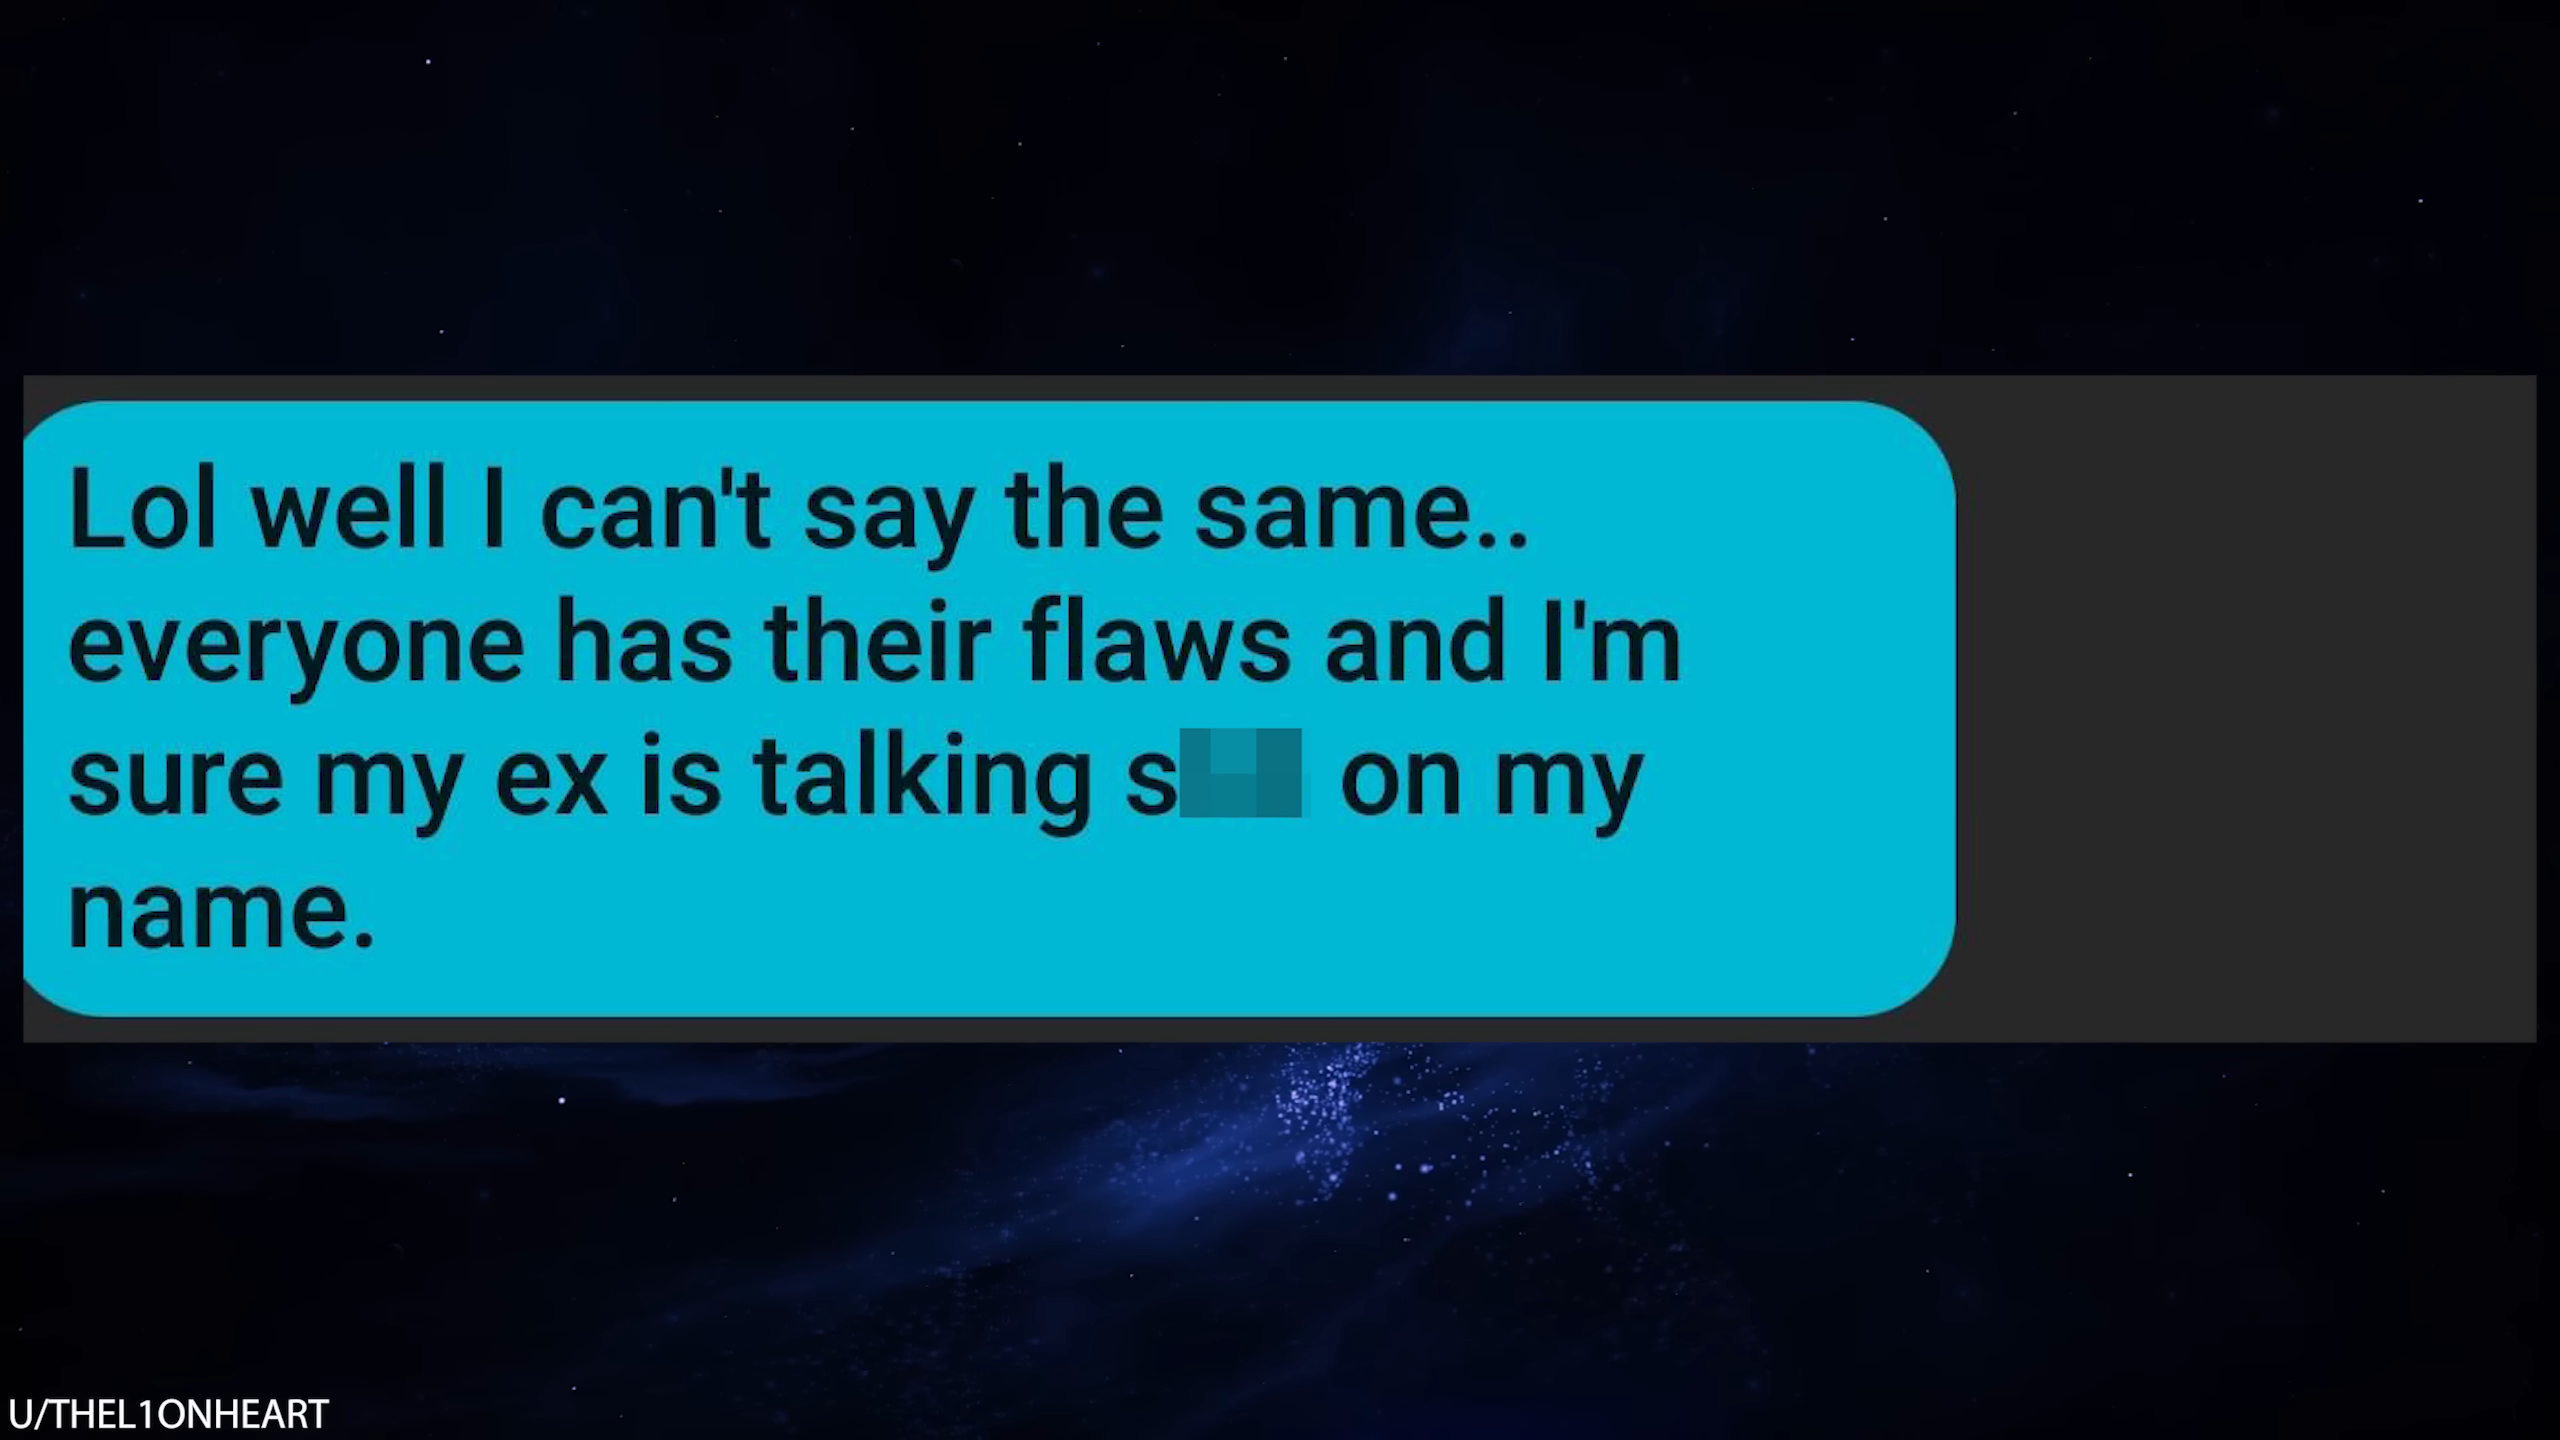 Lol well I can't say the same..
everyone has their flaws and I'm
sure my ex is talking s on my
name.
U/THEL1ONHEART